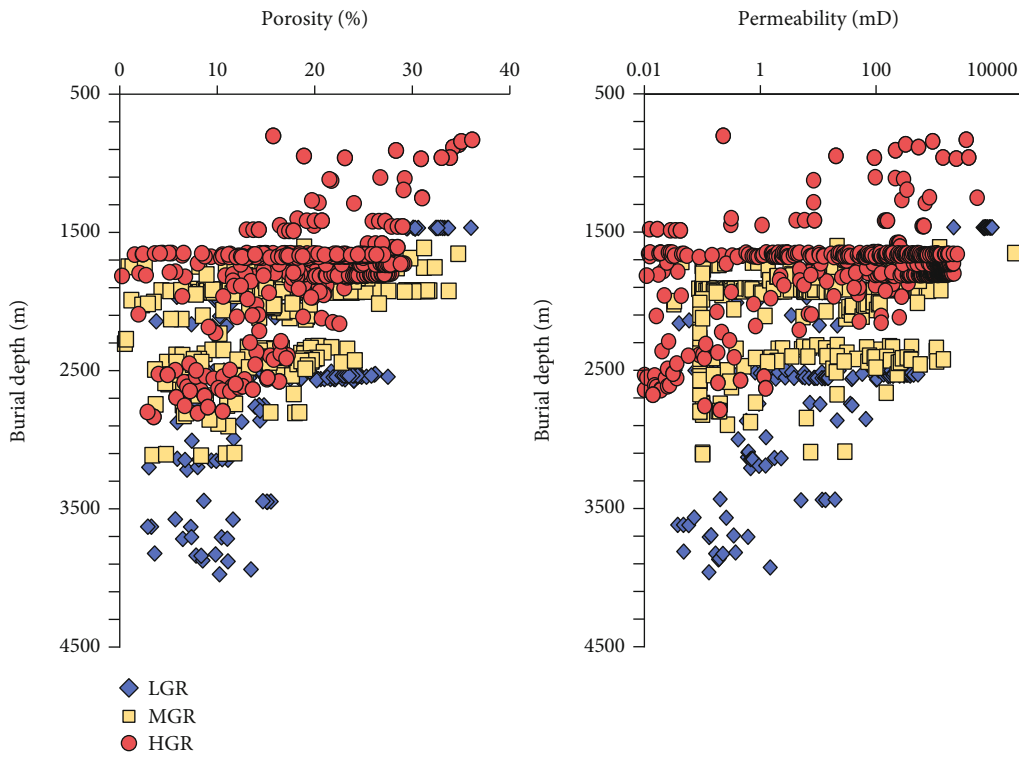 Porosity (%)
0 10 20 30 40
500
1500
2500
3500
4500
Burial depth (m)
Permeability (mD)
0.01 1 100 10000
500
1500
2500
3500
4500
Burial depth (m)
LGR
MGR
HGR